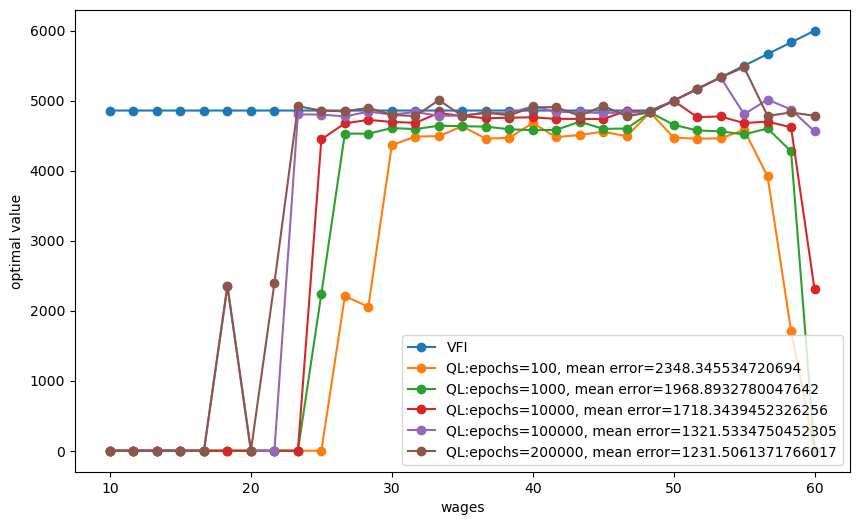 6000
5000
4000
3000
2000
1000
0
optimal value
10
20
30
40
50
60
wages
VFI
QL:epochs=100, mean error=2348.345534720694
QL:epochs=1000, mean error=1968.8932780047642
QL:epochs=10000, mean error=1718.3439452326256
QL:epochs=100000, mean error=1321.5334750452305
QL:epochs=200000, mean error=1231.5061371766017